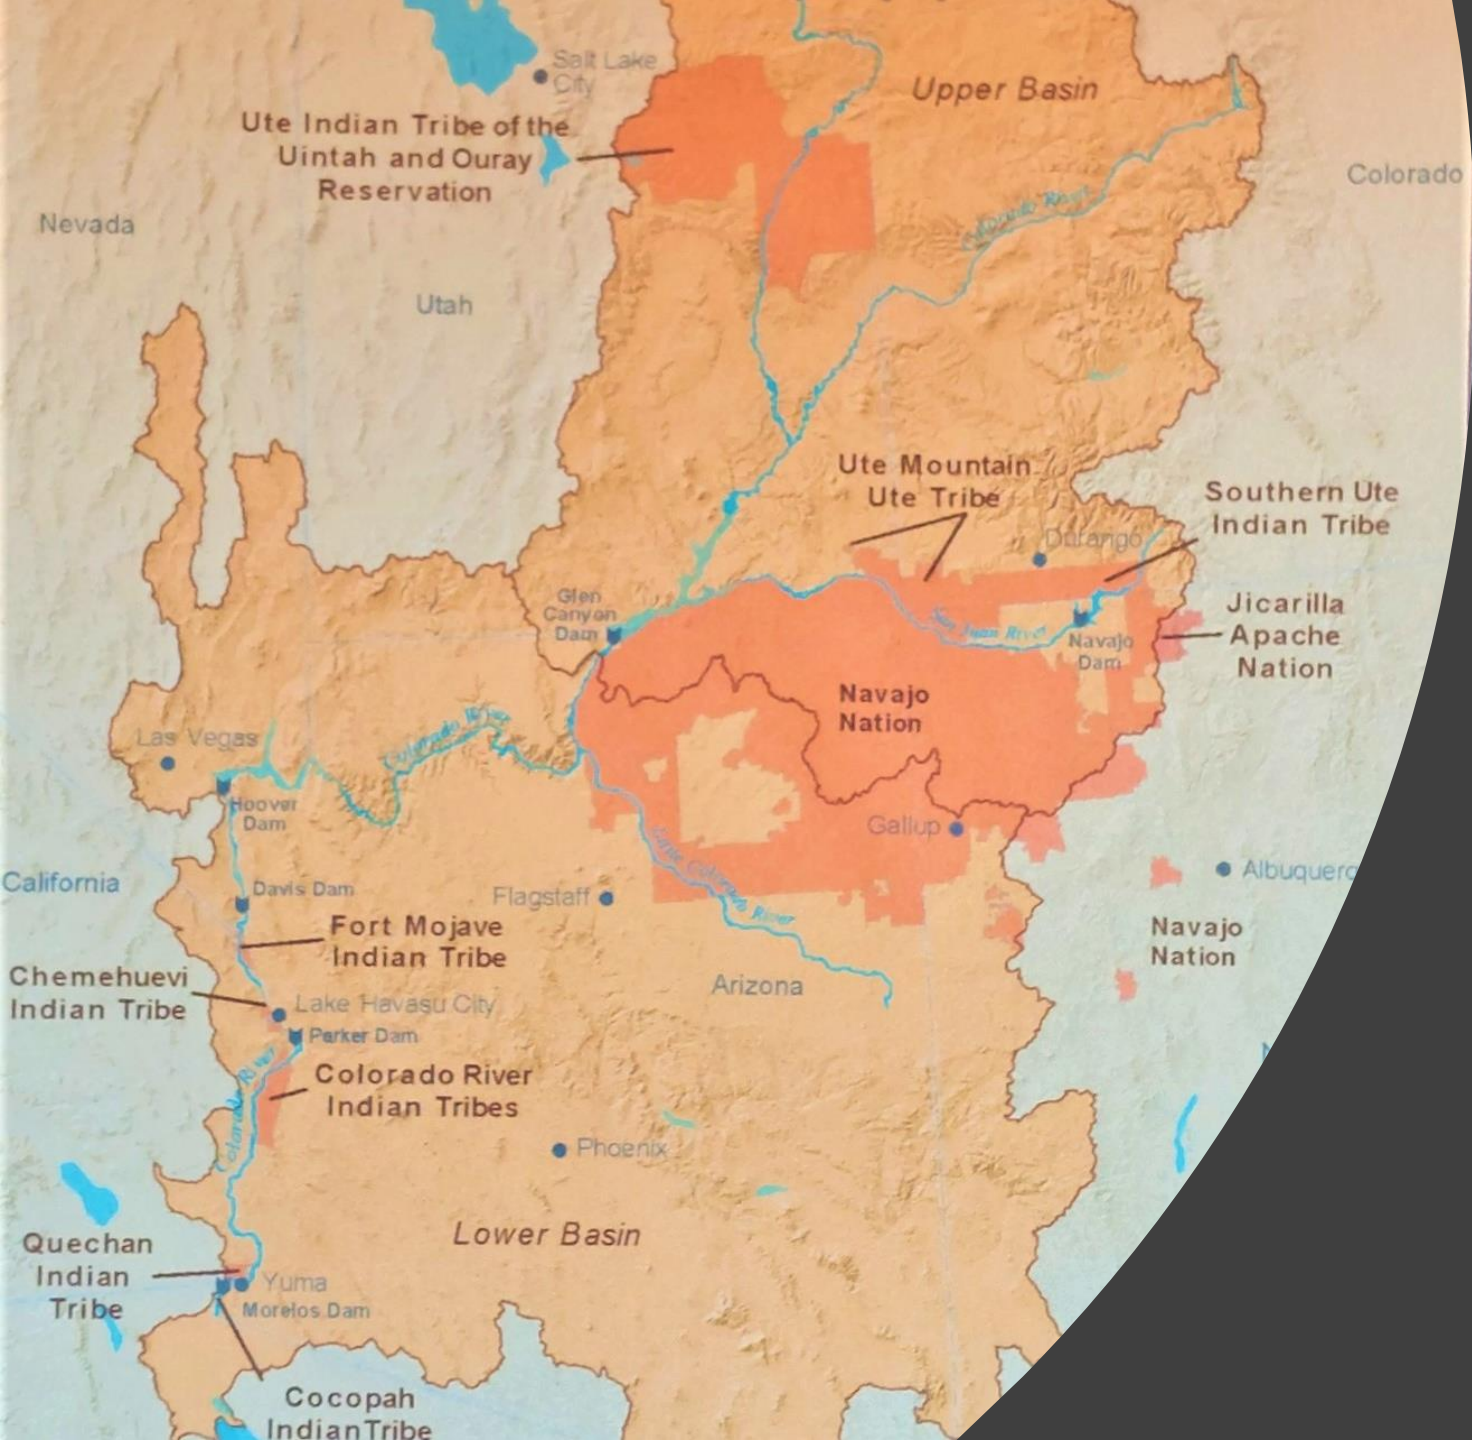 Salt Lake
City
Upper Basin
Ute Indian Tribe of the
Uintah and Ouray
Reservation
Colorado
Nevada
Colorado River
Utah
Ute Mountain
Ute Tribe
Southern Ute
Indian Tribe
Durango
Glen
Canyon
Dam
Jicarilla
Apache
Nation
San Juan River
Navajo
Dam
Navajo
Nation
Las Vegas
Colorado River
Hoover
Dam
Gallup
Albuquerq
California
Davis Dam
Flagstaff
Little Colorado River
Fort Mojave
Indian Tribe
Navajo
Nation
Chemehuevi
Indian Tribe
Arizona
Lake Havasu City
Parker Dam
N
Colorado River
Colorado River
Indian Tribes
Phoenix
Lower Basin
Quechan
Indian
Tribe
Yuma
Morelos Dam
Cocopah
Indian Tribe